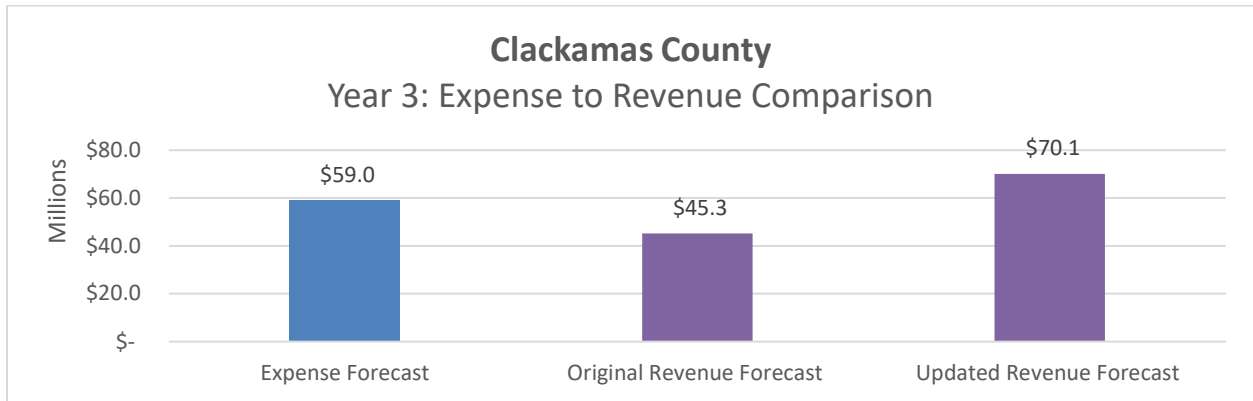 Clackamas County
Year 3: Expense to Revenue Comparison
Millions
$80.0
$60.0
$40.0
$20.0
$-
$59.0
$45.3
$70.1
Expense Forecast
Original Revenue Forecast
Updated Revenue Forecast